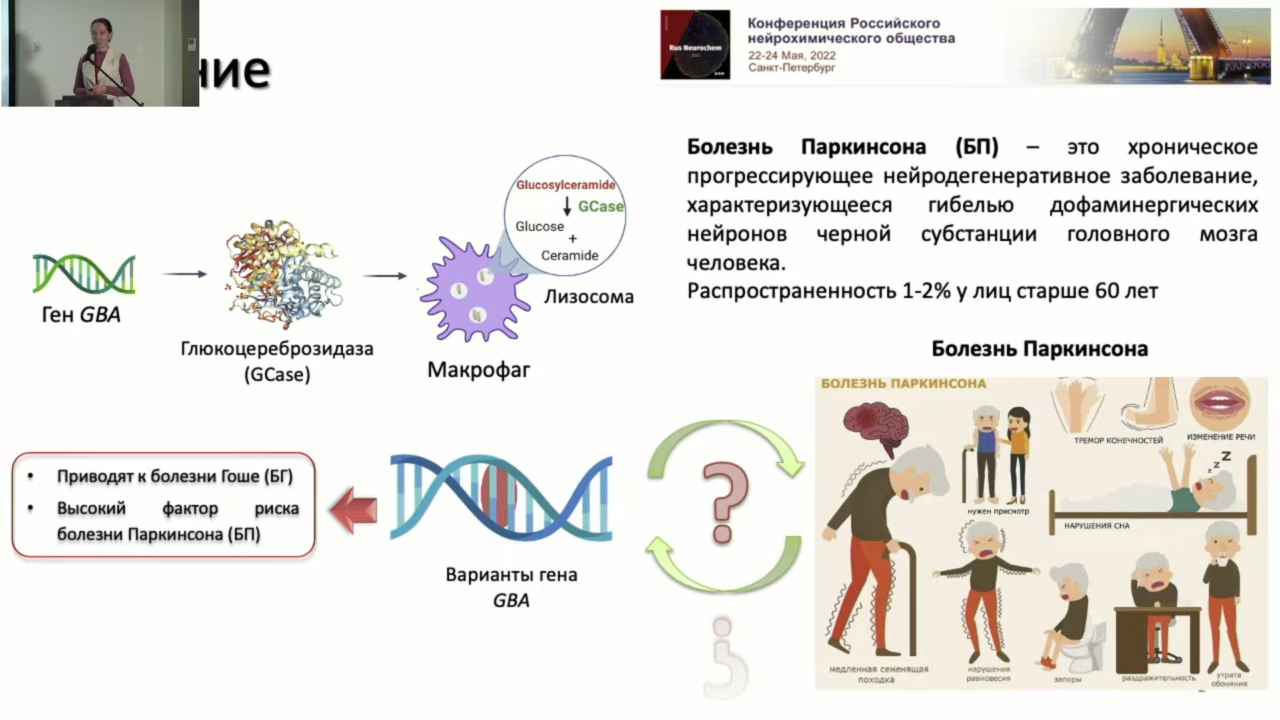 ние
Rus Neurochem
Конференция Российского
нейрохимического общества
22-24 Мая, 2022
Санкт-Петербург
Ген GBA
Глюкоцереброзидаза
(GCase)
Макрофаг
Glucosylceramide
GCase
Glucose
+
Ceramide
Лизосома
Болезнь Паркинсона (БП) – это хроническое
прогрессирующее нейродегенеративное заболевание,
характеризующееся гибелью дофаминергических
нейронов черной субстанции головного мозга
человека.
Распространенность 1-2% у лиц старше 60 лет
• Приводят к болезни Гоше (БГ)
• Высокий фактор риска
болезни Паркинсона (БП)
Варианты гена
GBA
?
Болезнь Паркинсона
БОЛЕЗНЬ ПАРКИНСОНА
ТРЕМОР КОНЕЧНОСТЕЙ
ИЗМЕНЕНИЕ РЕЧИ
нужен присмотр
z z Z
НАРУШЕНИЯ СНА
медленная семенящая
походка
нарушения
равновесия
запоры
раздражительность
утрата
обоняния